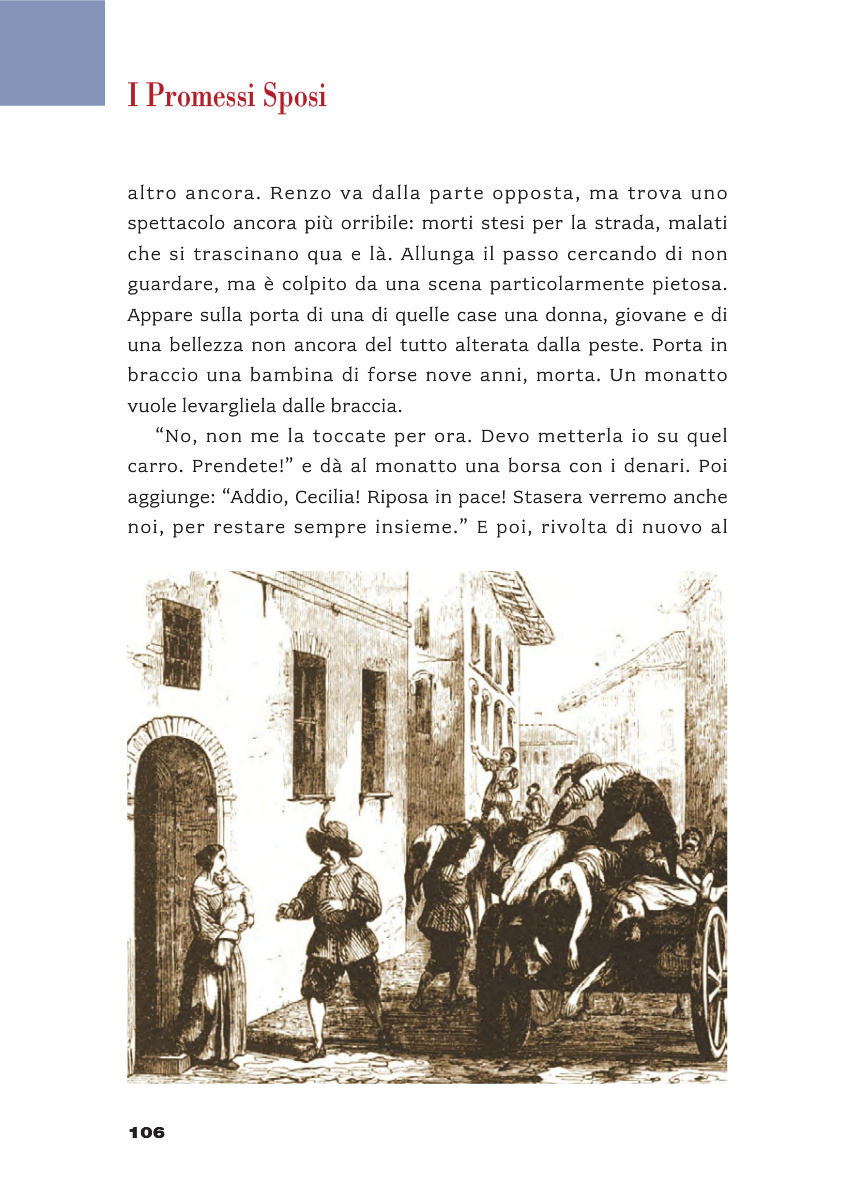 I Promessi Sposi
altro ancora. Renzo va dalla parte opposta, ma trova uno
spettacolo ancora più orribile: morti stesi per la strada, malati
che si trascinano qua e là. Allunga il passo cercando di non
guardare, ma è colpito da una scena particolarmente pietosa.
Appare sulla porta di una di quelle case una donna, giovane e di
una bellezza non ancora del tutto alterata dalla peste. Porta in
braccio una bambina di forse nove anni, morta. Un monatto
vuole levargliela dalle braccia.
“No, non me la toccate per ora. Devo metterla io su quel
carro. Prendete!” e dà al monatto una borsa con i denari. Poi
aggiunge: “Addio, Cecilia! Riposa in pace! Stasera verremo anche
noi, per restare sempre insieme.” E poi, rivolta di nuovo al
106